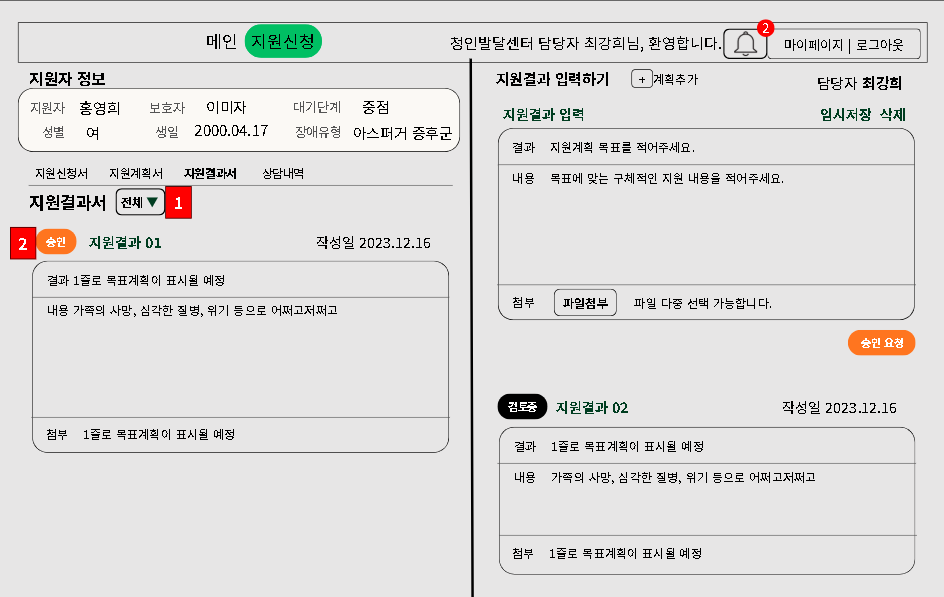 메인 지원신청
청인발달센터 담당자 최강희님, 환영합니다.
2
마이페이지 | 로그아웃
지원자 정보
지원자 홍영희 보호자 이미자 대기단계 중점
성별 여 생일 2000.04.17 장애유형 아스퍼거 증후군
지원신청서 지원계획서 지원결과서 상담내역
지원결과서 전체 ▼ 1
2 승인 지원결과 01 작성일 2023.12.16
결과 1줄로 목표계획이 표시될 예정
내용 가족의 사망, 심각한 질병, 위기 등으로 어쩌고저쩌고
첨부 1줄로 목표계획이 표시될 예정
지원결과 입력하기 + 계획추가 담당자 최강희
지원결과 입력 임시저장 삭제
결과 지원계획 목표를 적어주세요.
내용 목표에 맞는 구체적인 지원 내용을 적어주세요.
첨부 파일첨부 파일 다중 선택 가능합니다.
승인 요청
검토중 지원결과 02 작성일 2023.12.16
결과 1줄로 목표계획이 표시될 예정
내용 가족의 사망, 심각한 질병, 위기 등으로 어쩌고저쩌고
첨부 1줄로 목표계획이 표시될 예정